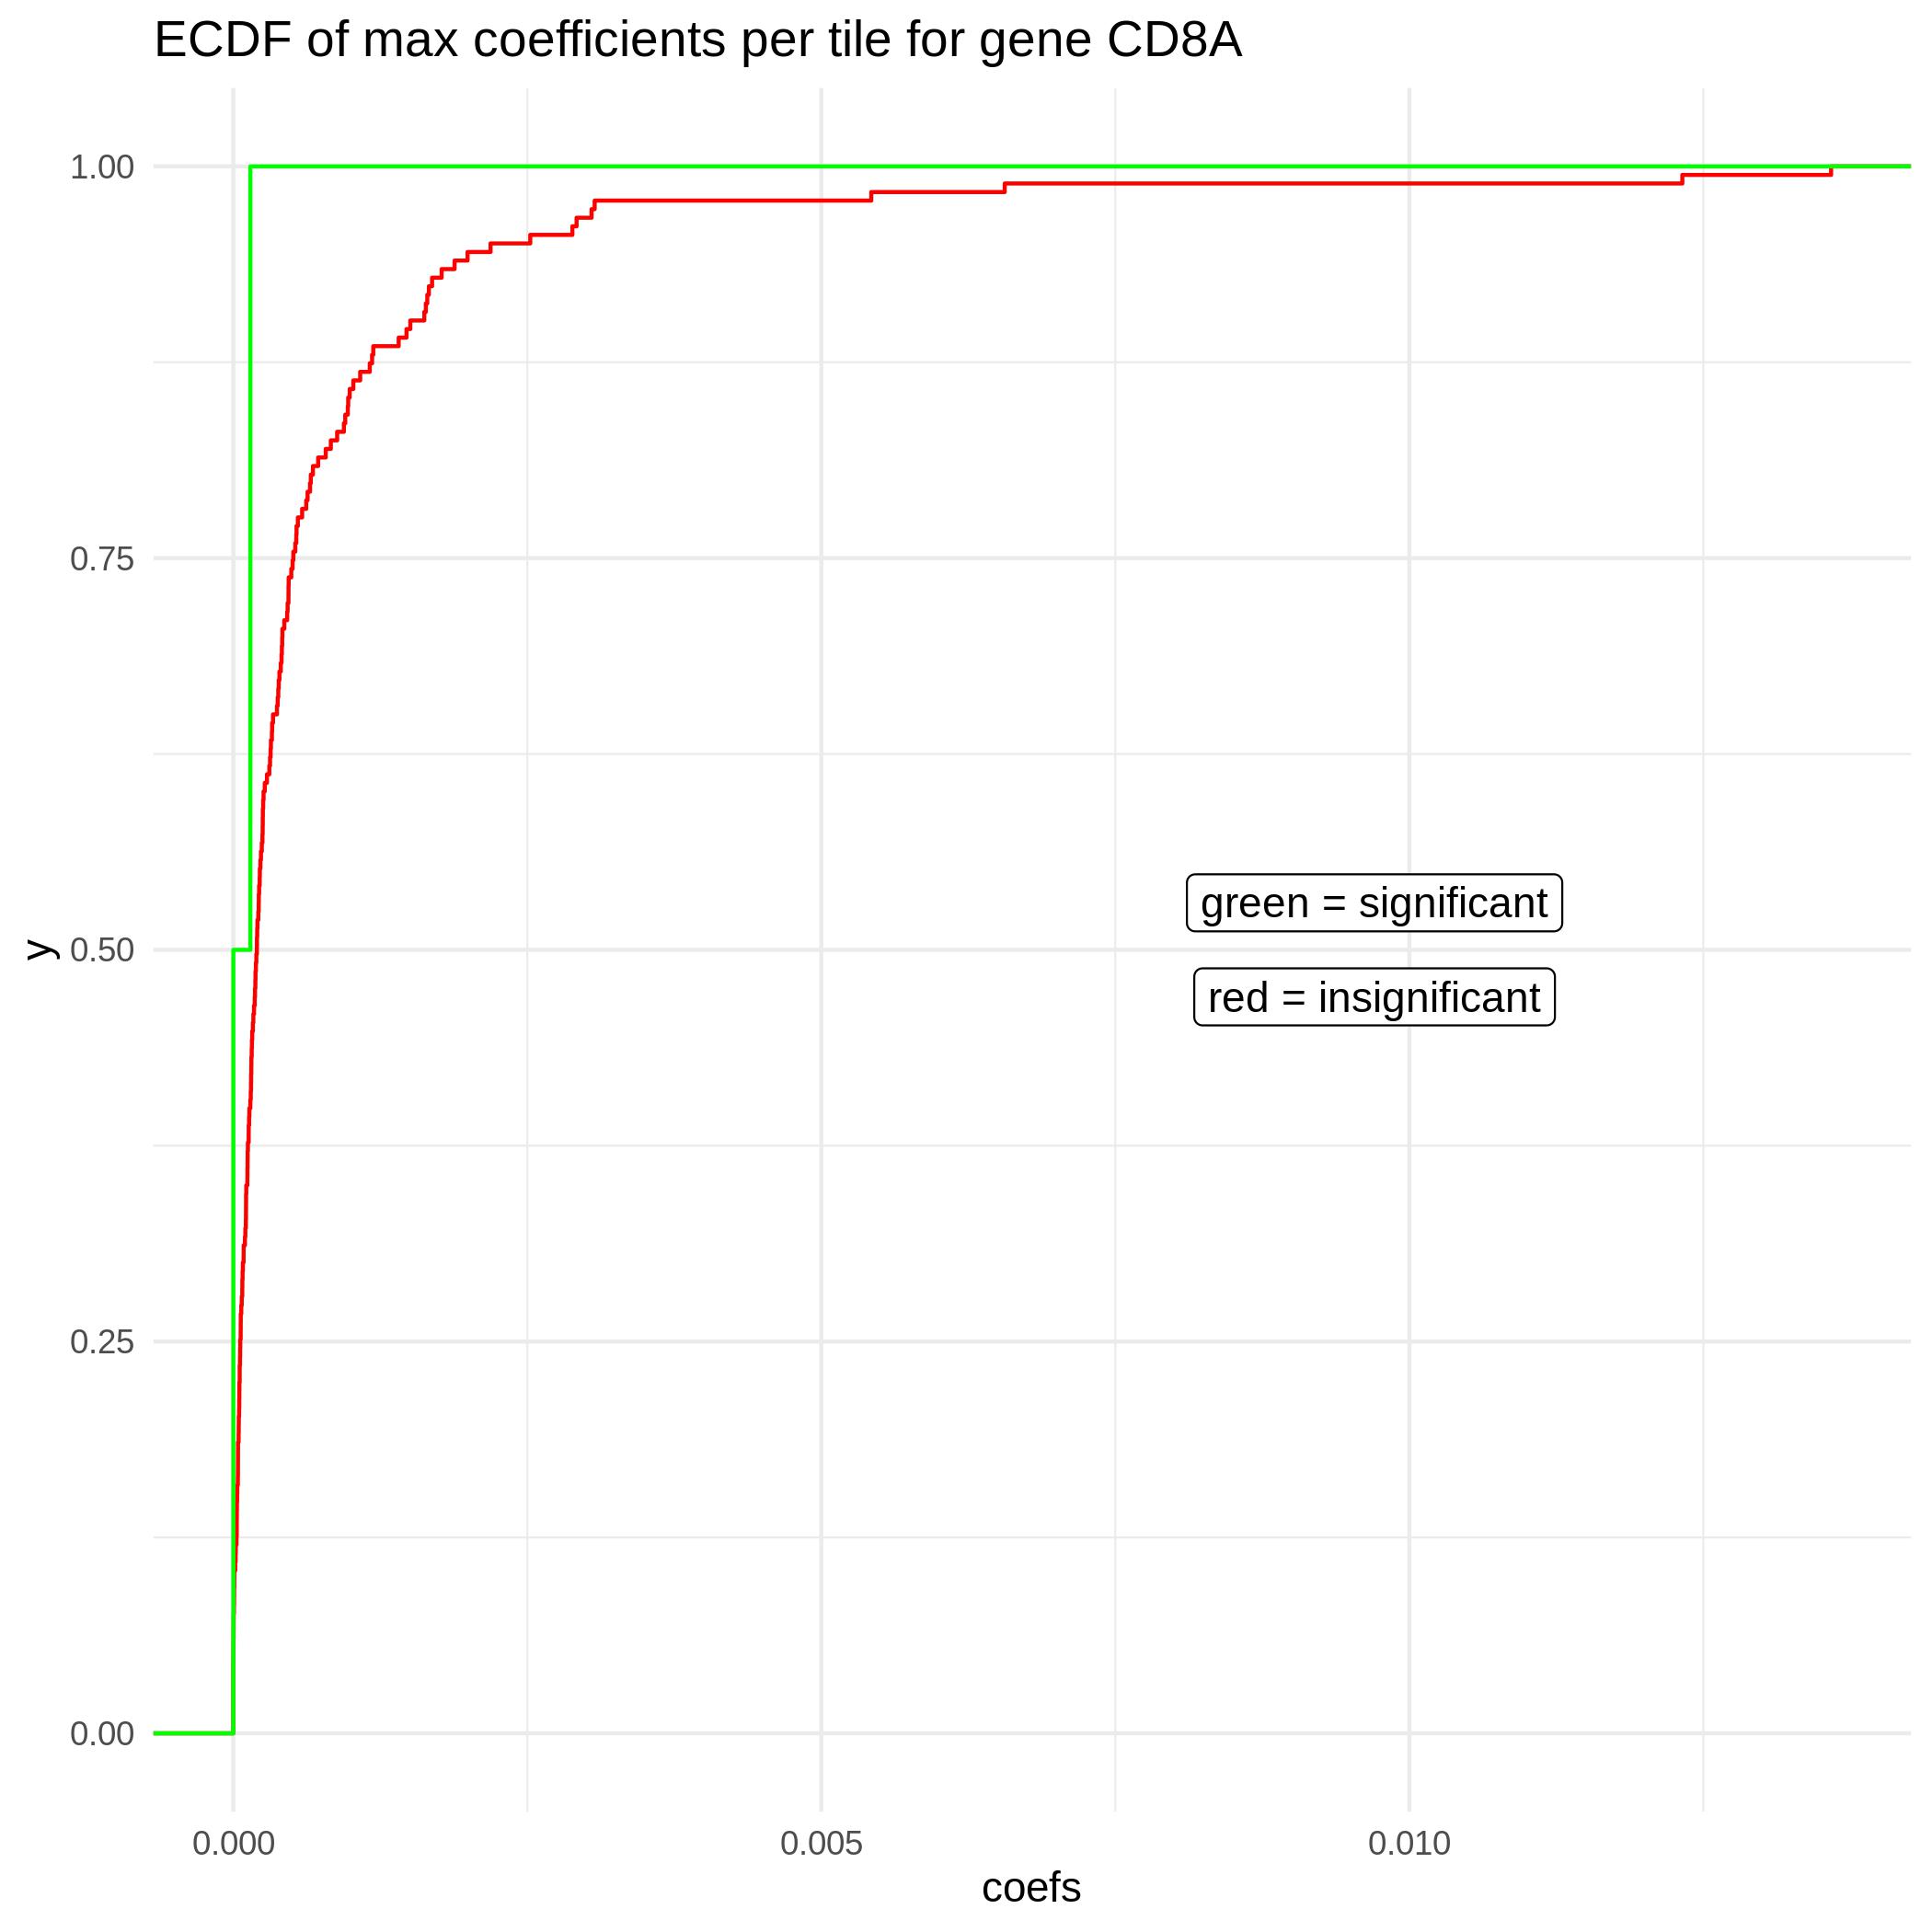 ECDF of max coefficients per tile for gene CD8A
1.00
0.75
0.50
0.25
0.00
y
green = significant
red = insignificant
0.000 0.005 0.010
coefs